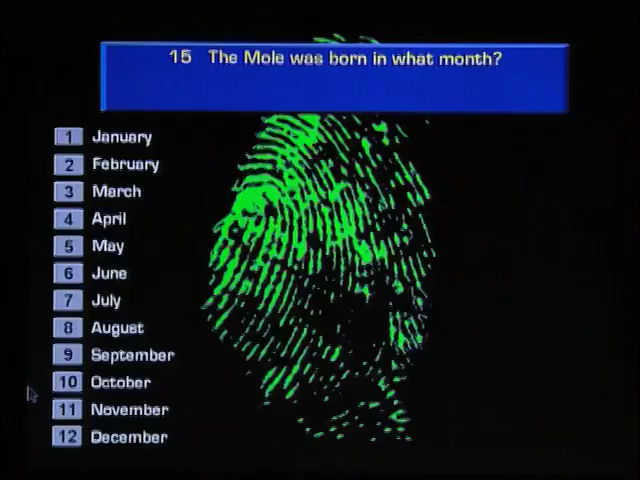 15 The Mole was born in what month?
1 January
2 February
3 March
4 April
5 May
6 June
7 July
8 August
9 September
10 October
11 November
12 December